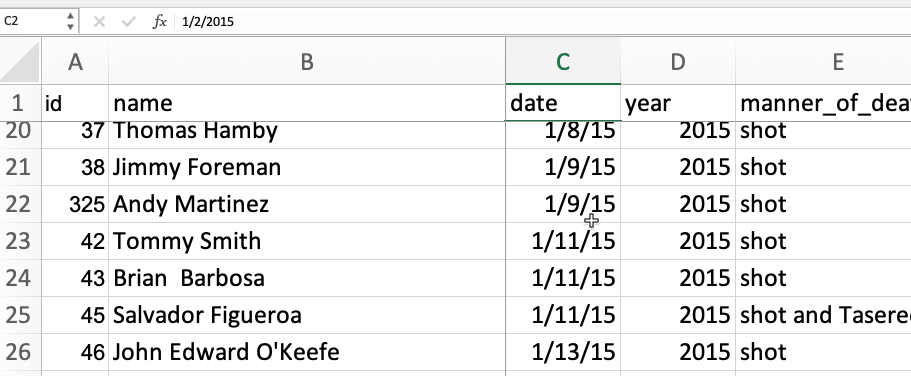 C2 fx 1/2/2015
A B C D E
1 id name date year manner_of_dea
20 37 Thomas Hamby 1/8/15 2015 shot
21 38 Jimmy Foreman 1/9/15 2015 shot
22 325 Andy Martinez 1/9/15 2015 shot
23 42 Tommy Smith 1/11/15 2015 shot
24 43 Brian  Barbosa 1/11/15 2015 shot
25 45 Salvador Figueroa 1/11/15 2015 shot and Tasere
26 46 John Edward O'Keefe 1/13/15 2015 shot